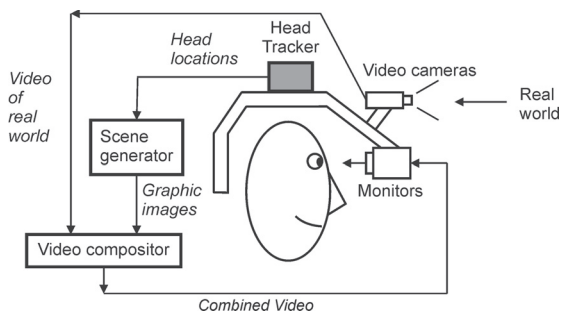 Head
Tracker
Head
locations
Video cameras
Video
of
real
world
Real
world
Scene
generator
Monitors
Graphic
images
Video compositor
Combined Video